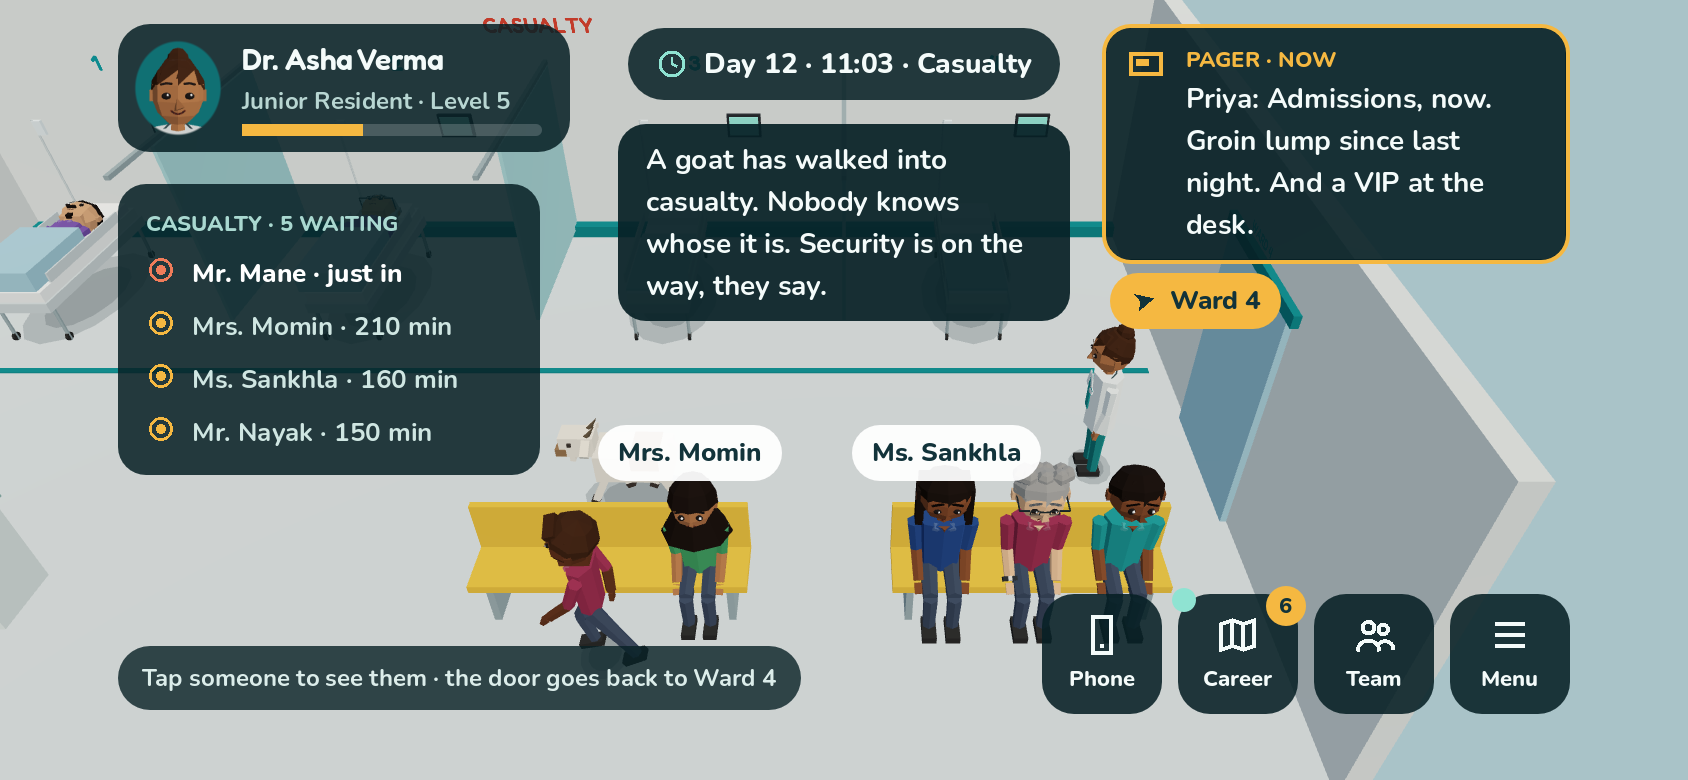 CASUALTY
Dr. Asha Verma
Junior Resident · Level 5
Day 12 · 11:03 · Casualty
PAGER · NOW
Priya: Admissions, now.
Groin lump since last
night. And a VIP at the
desk.
A goat has walked into
casualty. Nobody knows
whose it is. Security is on the
way, they say.
CASUALTY · 5 WAITING
Mr. Mane · just in
Mrs. Momin · 210 min
Ms. Sankhla · 160 min
Mr. Nayak · 150 min
Ward 4
Mrs. Momin
Ms. Sankhla
6
Tap someone to see them · the door goes back to Ward 4
Phone
Career
Team
Menu